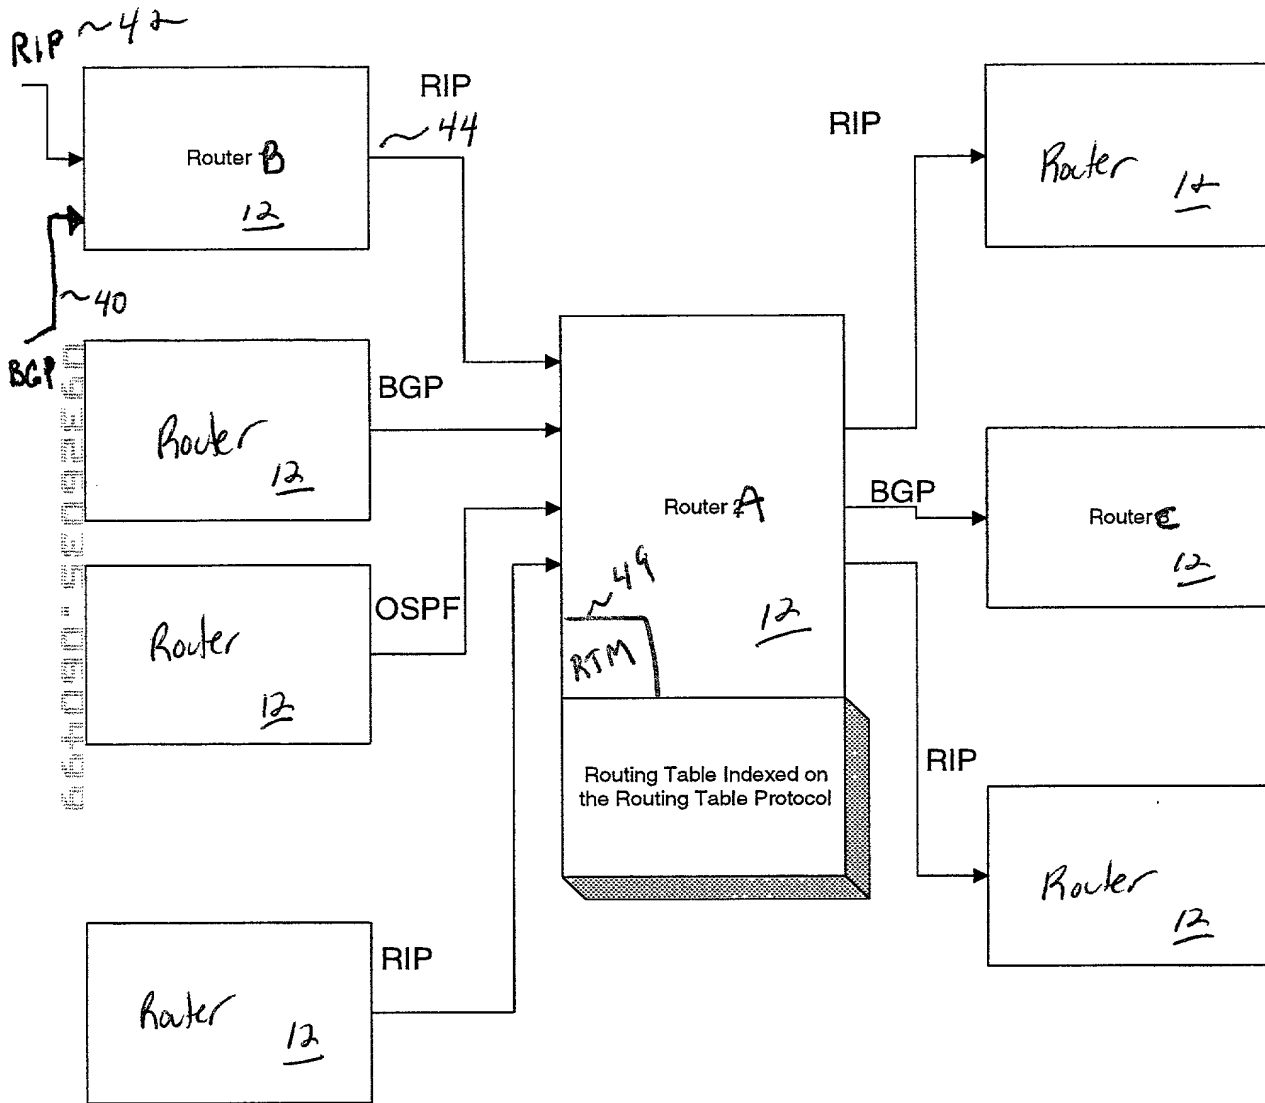 RIP ~42
RIP
~44
Router B
12
~40
BGP
BGP
Router
12
OSPF
Router
12
RIP
Router
12
Router 2A
~49
RTM
12
Routing Table Indexed on
the Routing Table Protocol
RIP
Router
12
BGP
Router C
12
RIP
Router
12